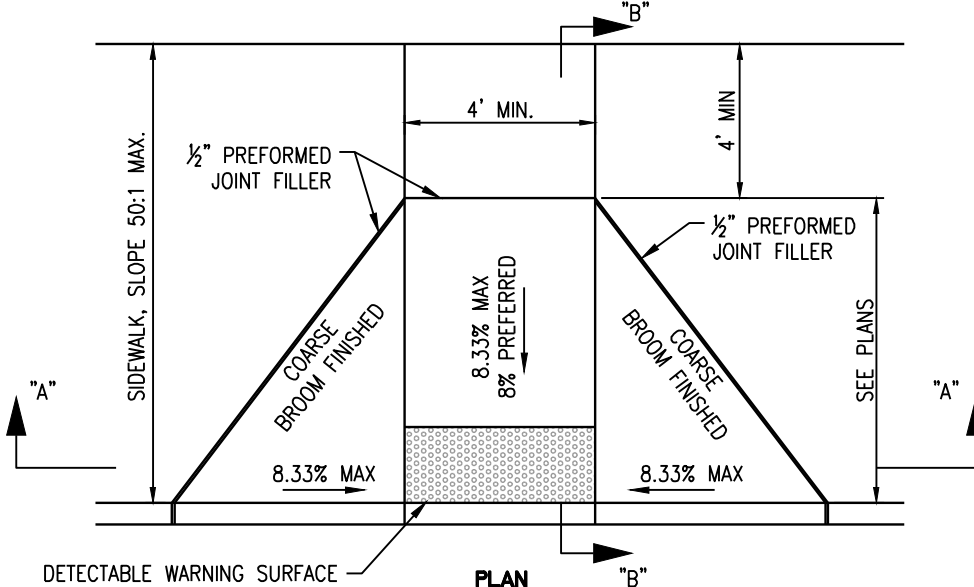 "B"
4' MIN.
4' MIN
½" PREFORMED
JOINT FILLER
½" PREFORMED
JOINT FILLER
SIDEWALK, SLOPE 50:1 MAX.
8.33% MAX
8% PREFERRED
COARSE
BROOM FINISHED
COARSE
BROOM FINISHED
SEE PLANS
"A"
"A"
8.33% MAX
8.33% MAX
DETECTABLE WARNING SURFACE
PLAN
"B"